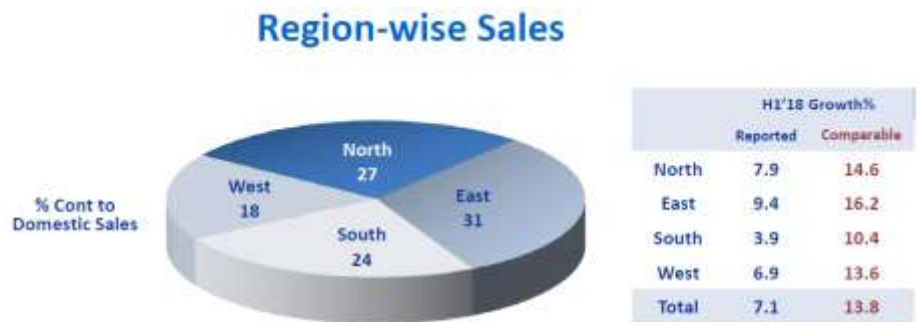 Region-wise Sales
% Cont to
Domestic Sales
North
27
East
31
South
24
West
18
H1'18 Growth%
Reported Comparable
North 7.9 14.6
East 9.4 16.2
South 3.9 10.4
West 6.9 13.6
Total 7.1 13.8